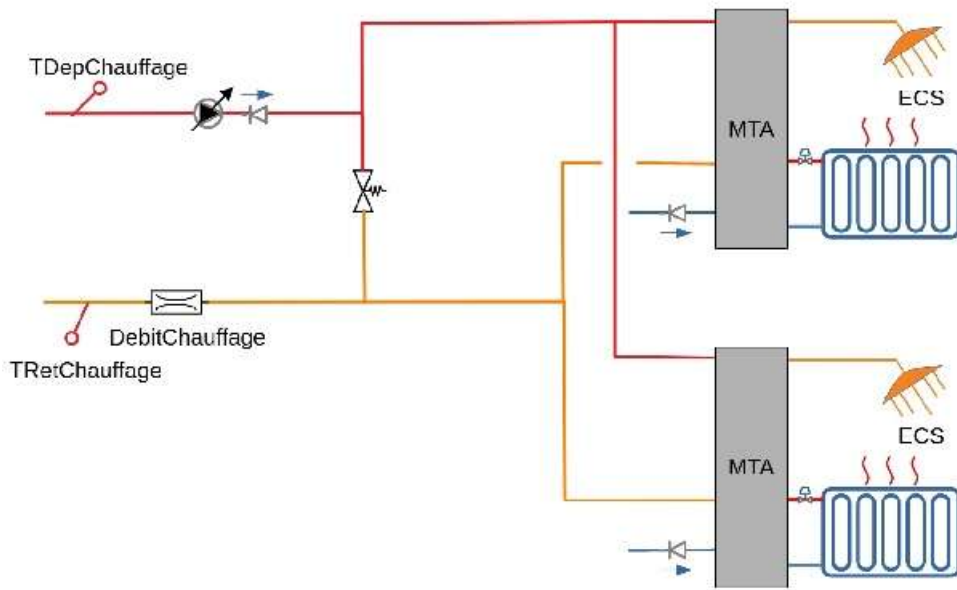 TDepChauffage
ECS
MTA
DebitChauffage
TRetChauffage
ECS
MTA